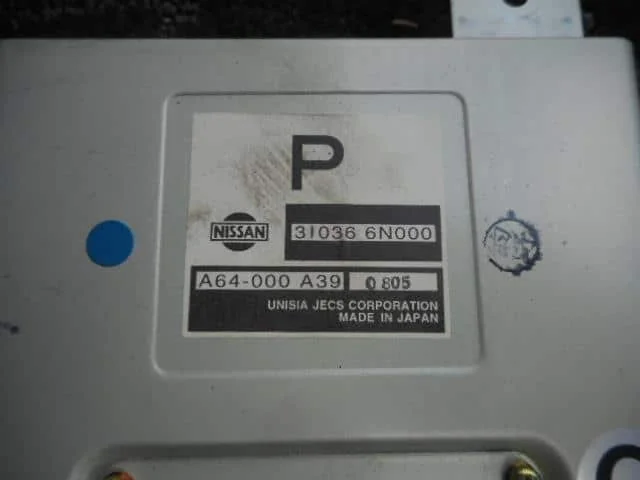 P
NISSAN
31036 6N000
A64-000 A39 0805
UNISIA JECS CORPORATION
MADE IN JAPAN